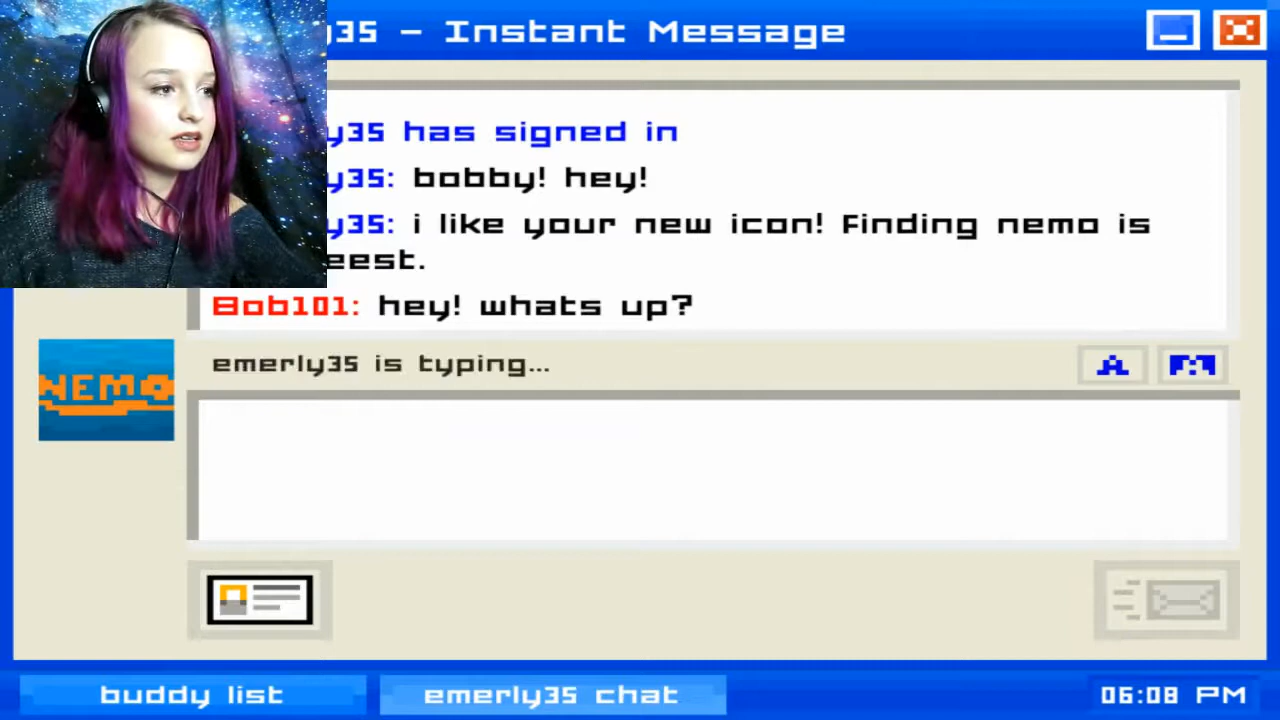 y35 - Instant Message
y35 has signed in
y35: bobby! hey!
y35: i like your new icon! Finding nemo is
eest.
Bob101: hey! whats up?
emerly35 is typing...
A
NEMO
buddy list
emerly35 chat
06:08 PM